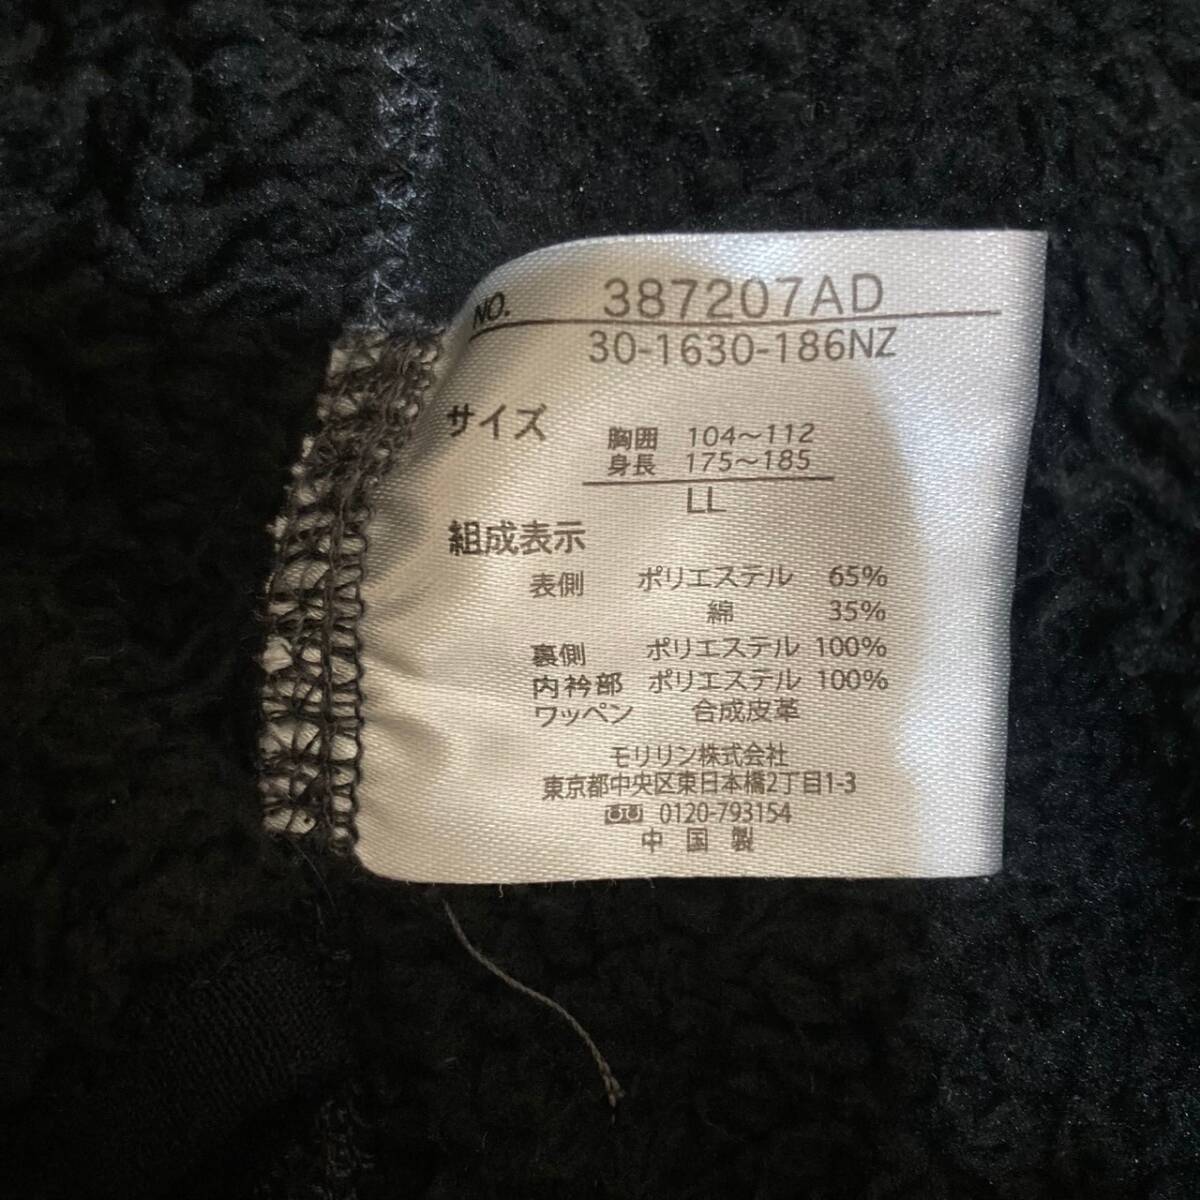 NO. 387207AD
30-1630-186NZ
サイズ 胸囲 104〜112
身長 175〜185
LL
組成表示
表側 ポリエステル 65%
綿 35%
裏側 ポリエステル 100%
内衿部 ポリエステル 100%
ワッペン 合成皮革
モリリン株式会社
東京都中央区東日本橋2丁目1-3
0120-793154
中国製